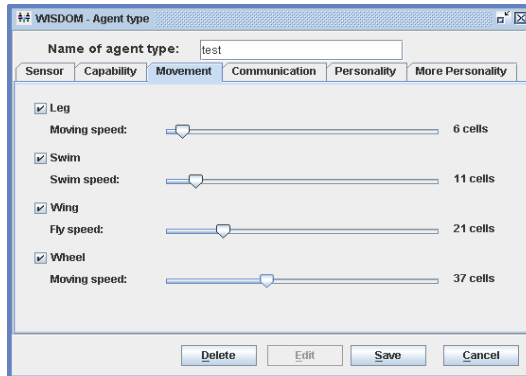 WISDOM - Agent type
Name of agent type: test
Sensor Capability Movement Communication Personality More Personality
Leg
Moving speed: 6 cells
Swim
Swim speed: 11 cells
Wing
Fly speed: 21 cells
Wheel
Moving speed: 37 cells
Delete Edit Save Cancel